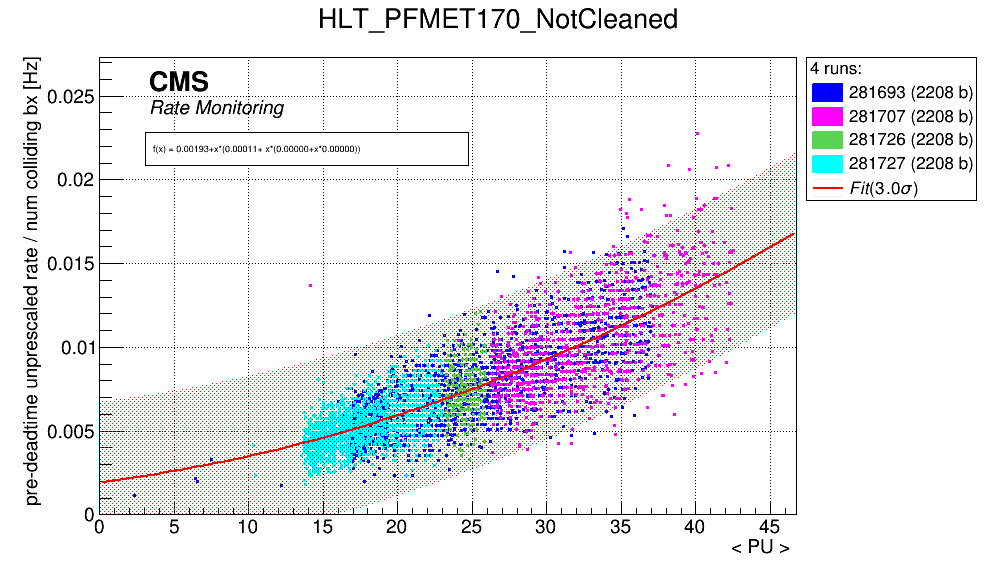 HLT_PFMET170_NotCleaned
pre-deadtime unprescaled rate / num colliding bx [Hz]
CMS
Rate Monitoring
f(x) = 0.00193+x*(0.00011+ x*(0.00000+x*0.00000))
4 runs:
281693 (2208 b)
281707 (2208 b)
281726 (2208 b)
281727 (2208 b)
Fit(3.0σ)
0.025
0.02
0.015
0.01
0.005
0
0 5 10 15 20 25 30 35 40 45
< PU >